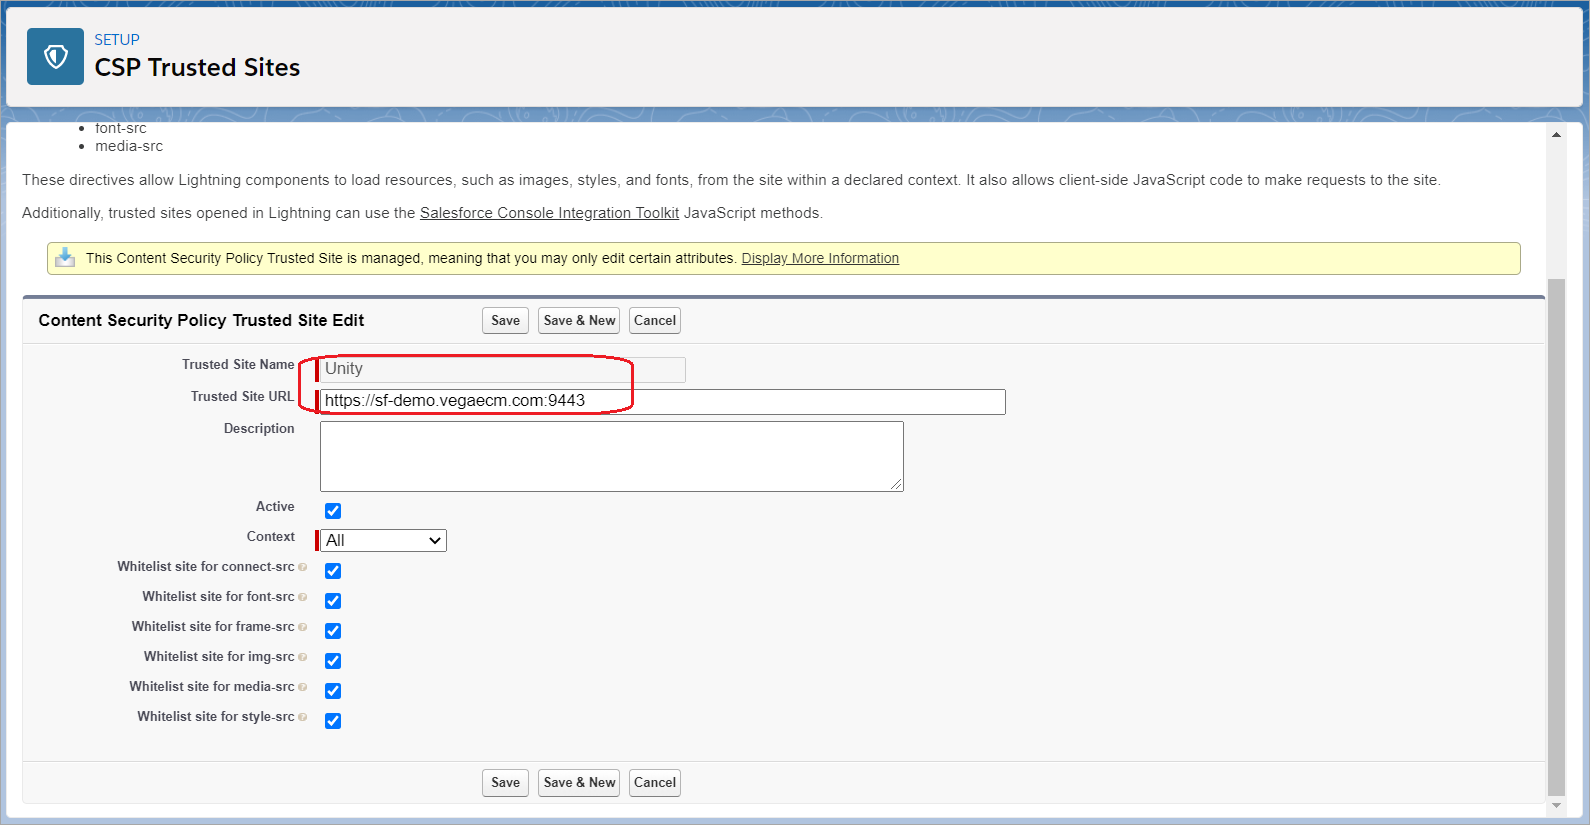 SETUP
CSP Trusted Sites
font-src
media-src
These directives allow Lightning components to load resources, such as images, styles, and fonts, from the site within a declared context. It also allows client-side JavaScript code to make requests to the site.
Additionally, trusted sites opened in Lightning can use the Salesforce Console Integration Toolkit JavaScript methods.
This Content Security Policy Trusted Site is managed, meaning that you may only edit certain attributes. Display More Information
Content Security Policy Trusted Site Edit Save Save & New Cancel
Trusted Site Name Unity
Trusted Site URL https://sf-demo.vegaecm.com:9443
Description
Active
Context All
Whitelist site for connect-src ?
Whitelist site for font-src ?
Whitelist site for frame-src ?
Whitelist site for img-src ?
Whitelist site for media-src ?
Whitelist site for style-src ?
Save Save & New Cancel